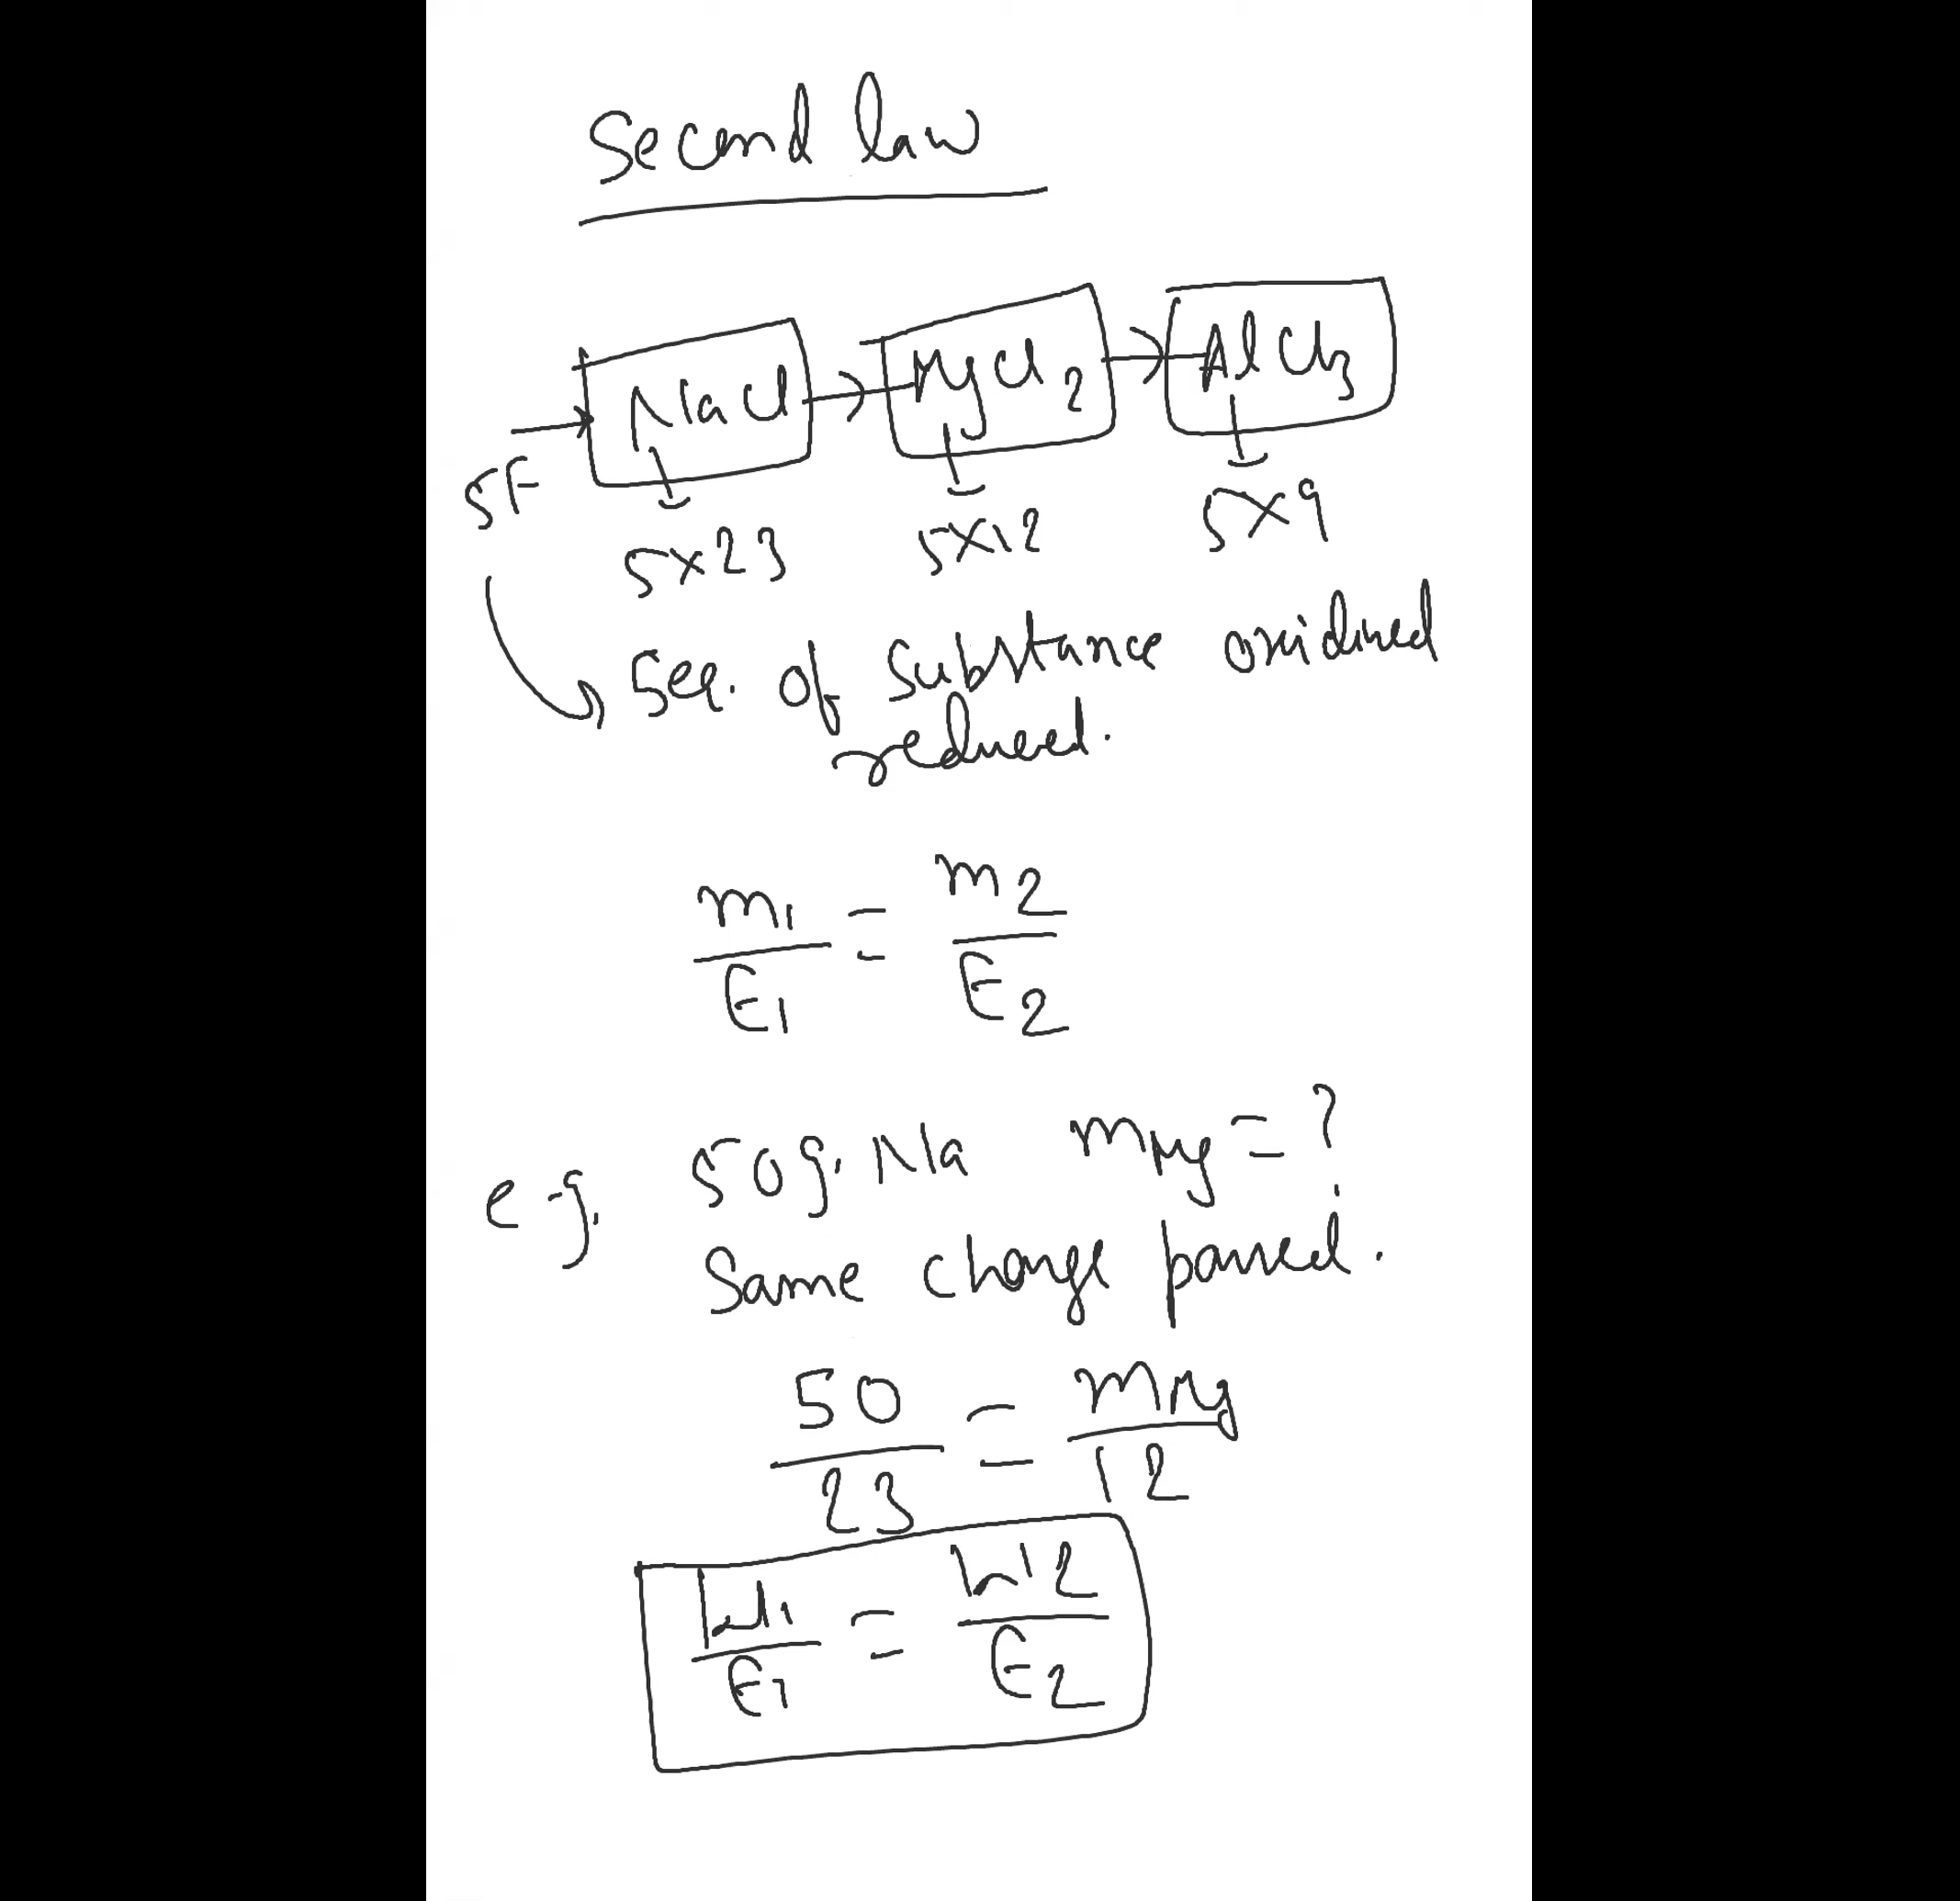 Second law
NaCl MgCl2 AlCl3
5F
5×23 5×12 5×9
5eq. of substance oxidised
reduced.
m1/E1 = m2/E2
e.g. 50g. Na mMg = ?
Same charge passed.
50/23 = mMg/12
W1/E1 = W2/E2